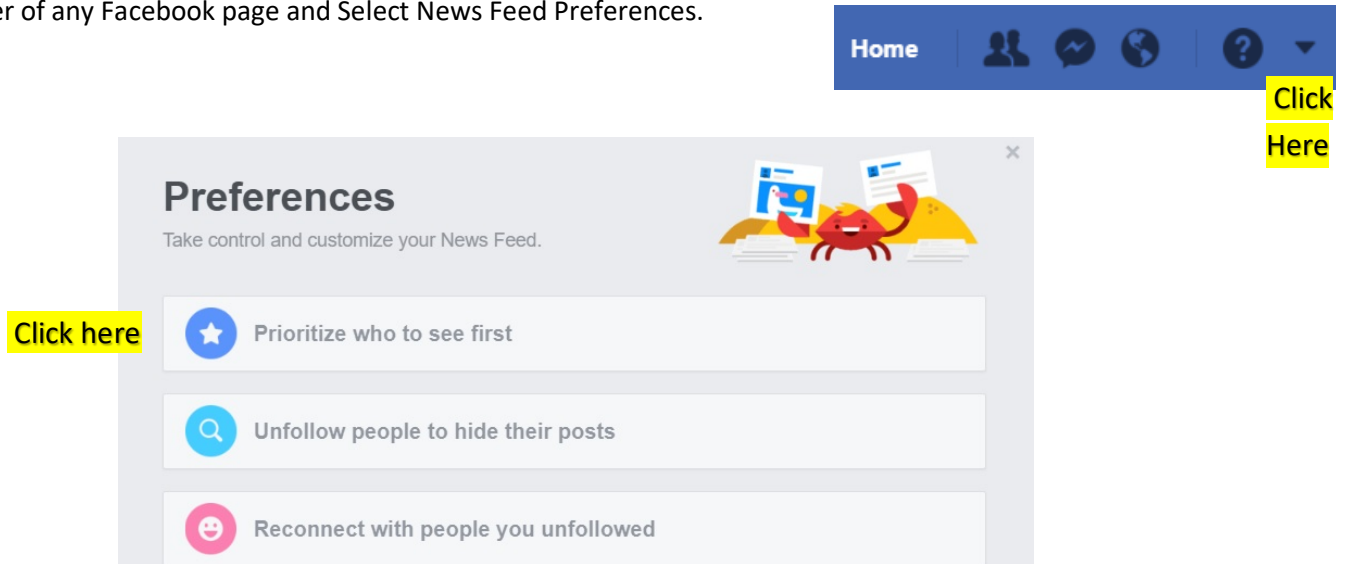 er of any Facebook page and Select News Feed Preferences.
Home
Click
Here
Preferences
Take control and customize your News Feed.
Click here
Prioritize who to see first
Unfollow people to hide their posts
Reconnect with people you unfollowed